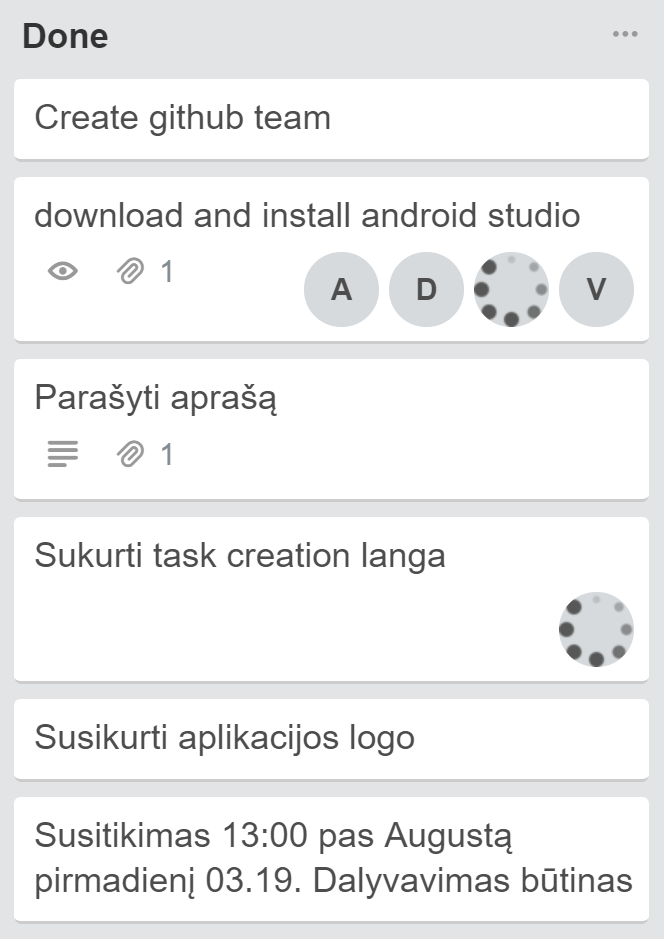 Done
Create github team
download and install android studio
1
A D V
Parašyti aprašą
1
Sukurti task creation langa
Susikurti aplikacijos logo
Susitikimas 13:00 pas Augustą
pirmadienį 03.19. Dalyvavimas būtinas